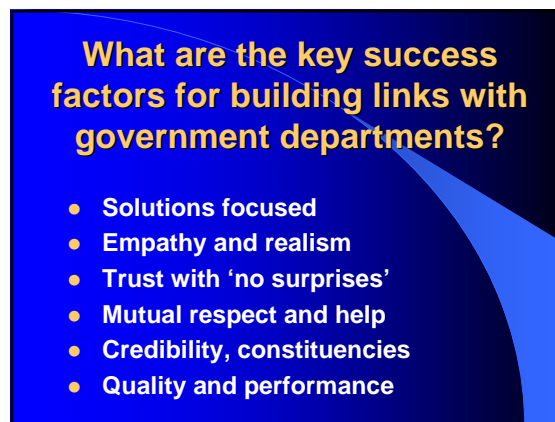 What are the key success
factors for building links with
government departments?
● Solutions focused
● Empathy and realism
● Trust with ‘no surprises’
● Mutual respect and help
● Credibility, constituencies
● Quality and performance